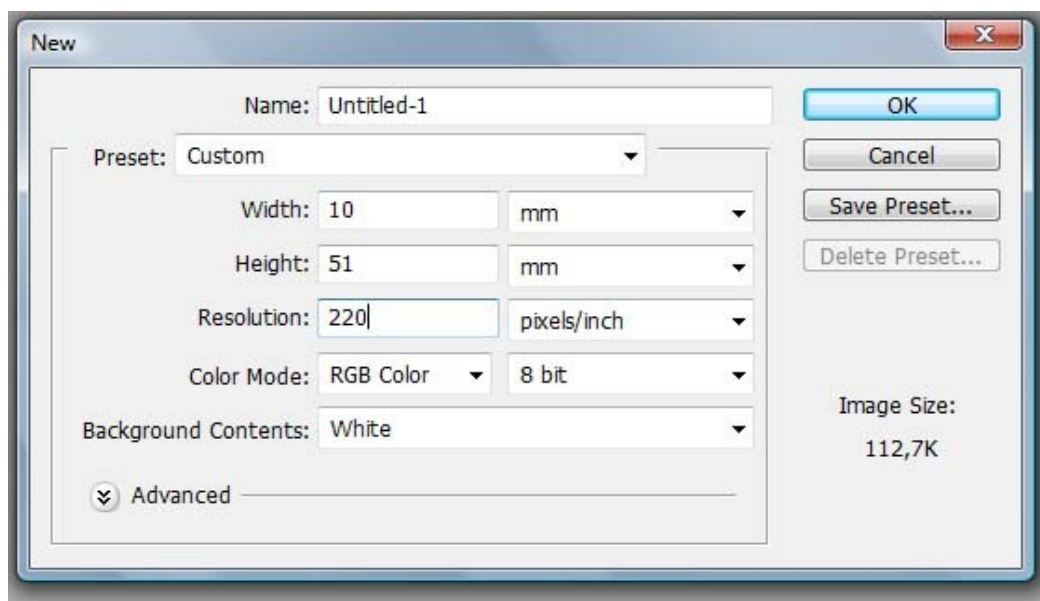 New
Name: Untitled-1
OK
Preset: Custom
Cancel
Width: 10 mm
Save Preset...
Height: 51 mm
Delete Preset...
Resolution: 220 pixels/inch
Color Mode: RGB Color 8 bit
Image Size:
Background Contents: White
112,7K
Advanced